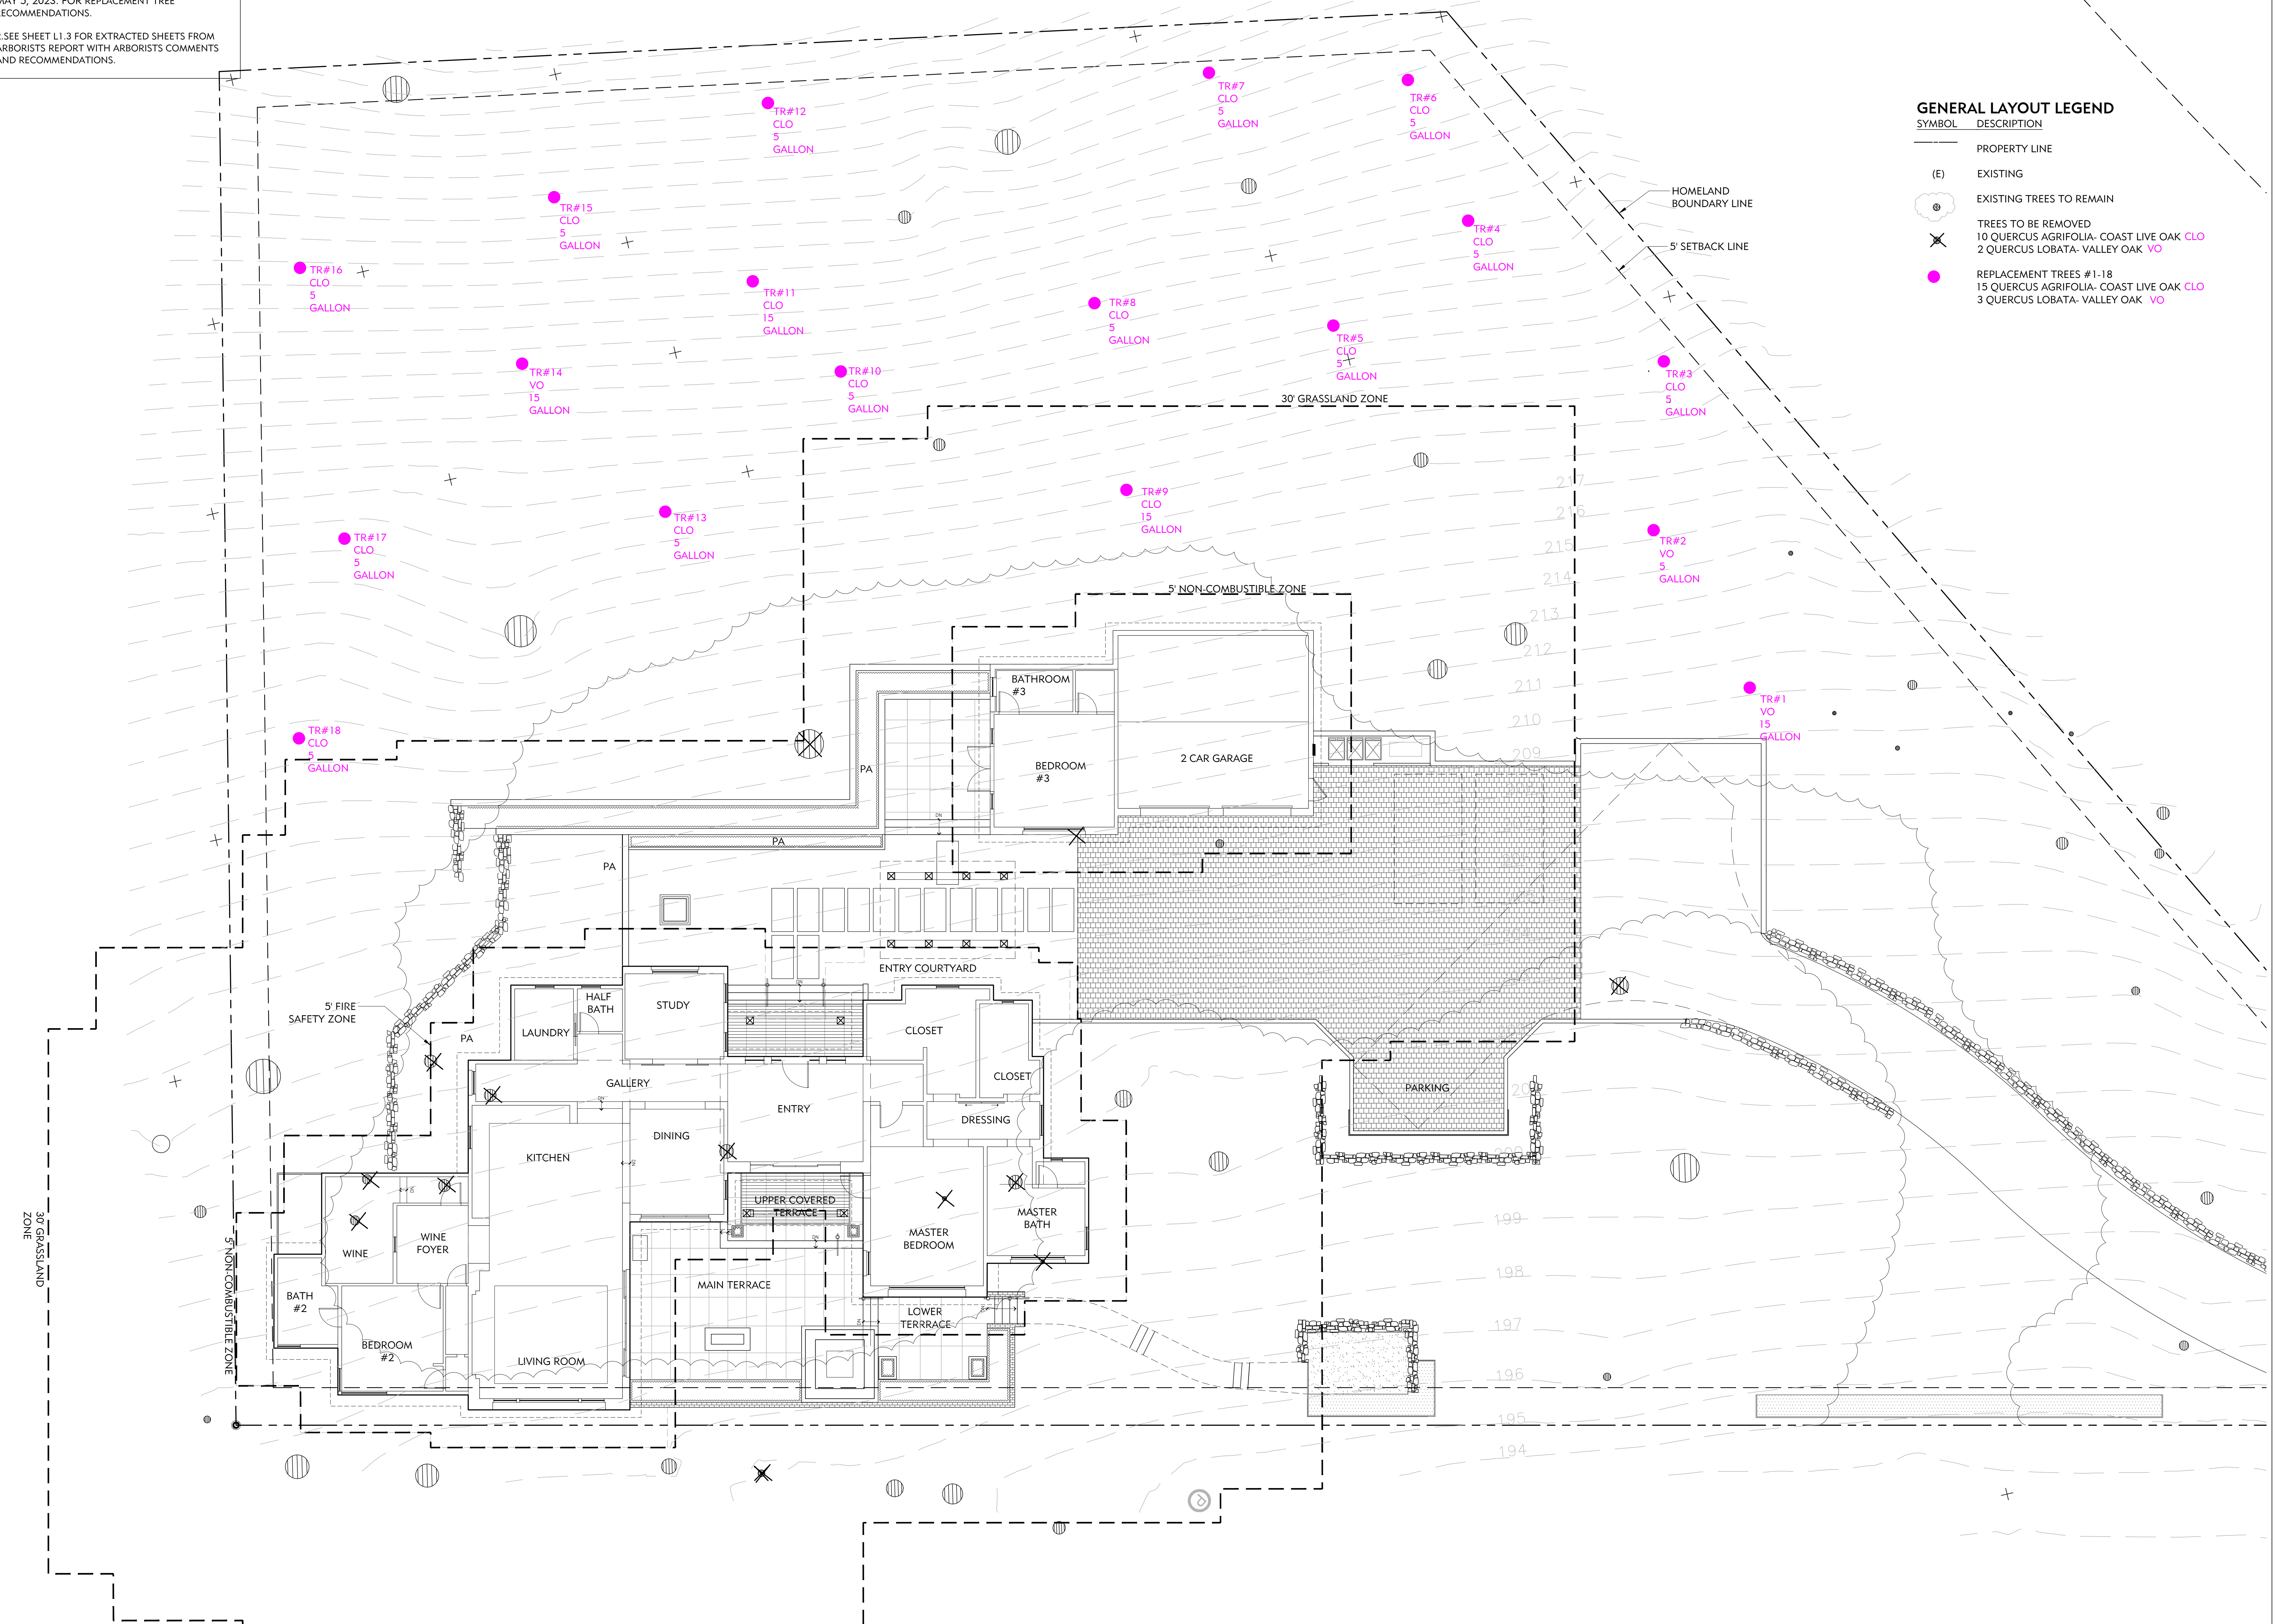 MAY 5, 2023. FOR REPLACEMENT TREE
RECOMMENDATIONS.
2.SEE SHEET L1.3 FOR EXTRACTED SHEETS FROM
ARBORISTS REPORT WITH ARBORISTS COMMENTS
AND RECOMMENDATIONS.
GENERAL LAYOUT LEGEND
SYMBOL DESCRIPTION
PROPERTY LINE
(E) EXISTING
EXISTING TREES TO REMAIN
TREES TO BE REMOVED
10 QUERCUS AGRIFOLIA- COAST LIVE OAK CLO
2 QUERCUS LOBATA- VALLEY OAK VO
REPLACEMENT TREES #1-18
15 QUERCUS AGRIFOLIA- COAST LIVE OAK CLO
3 QUERCUS LOBATA- VALLEY OAK VO
HOMELAND
BOUNDARY LINE
5' SETBACK LINE
TR#7
CLO
5
GALLON
TR#6
CLO
5
GALLON
TR#12
CLO
5
GALLON
TR#15
CLO
5
GALLON
TR#4
CLO
5
GALLON
TR#16
CLO
5
GALLON
TR#11
CLO
15
GALLON
TR#8
CLO
5
GALLON
TR#5
CLO
5
GALLON
TR#14
VO
15
GALLON
TR#10
CLO
5
GALLON
TR#3
CLO
5
GALLON
30' GRASSLAND ZONE
TR#9
CLO
15
GALLON
TR#13
CLO
5
GALLON
TR#17
CLO
5
GALLON
TR#2
VO
5
GALLON
217
216
215
214
213
212
211
210
209
5' NON-COMBUSTIBLE ZONE
TR#1
VO
15
GALLON
TR#18
CLO
5
GALLON
BATHROOM
#3
BEDROOM
#3
2 CAR GARAGE
PA
PA
PA
PA
DN
ENTRY COURTYARD
5' FIRE
SAFETY ZONE
LAUNDRY
HALF
BATH
STUDY
DN
CLOSET
CLOSET
GALLERY
DN
ENTRY
DRESSING
DINING
KITCHEN
DN
PARKING
UPPER COVERED
TERRACE
DN
MASTER
BEDROOM
MASTER
BATH
WINE
WINE
FOYER
DN
BATH
#2
BEDROOM
#2
LIVING ROOM
MAIN TERRACE
LOWER
TERRRACE
DN
DN
199
198
197
196
195
194
30' GRASSLAND
ZONE
5' NON-COMBUSTIBLE ZONE
P